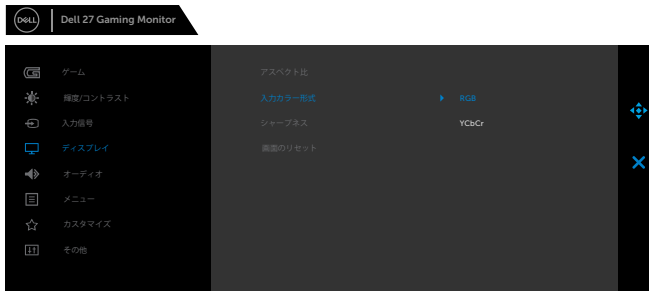 DELL
Dell 27 Gaming Monitor
ゲーム
輝度/コントラスト
入力信号
ディスプレイ
オーディオ
メニュー
カスタマイズ
その他
アスペクト比
入力カラー形式
シャープネス
画面のリセット
RGB
YCbCr